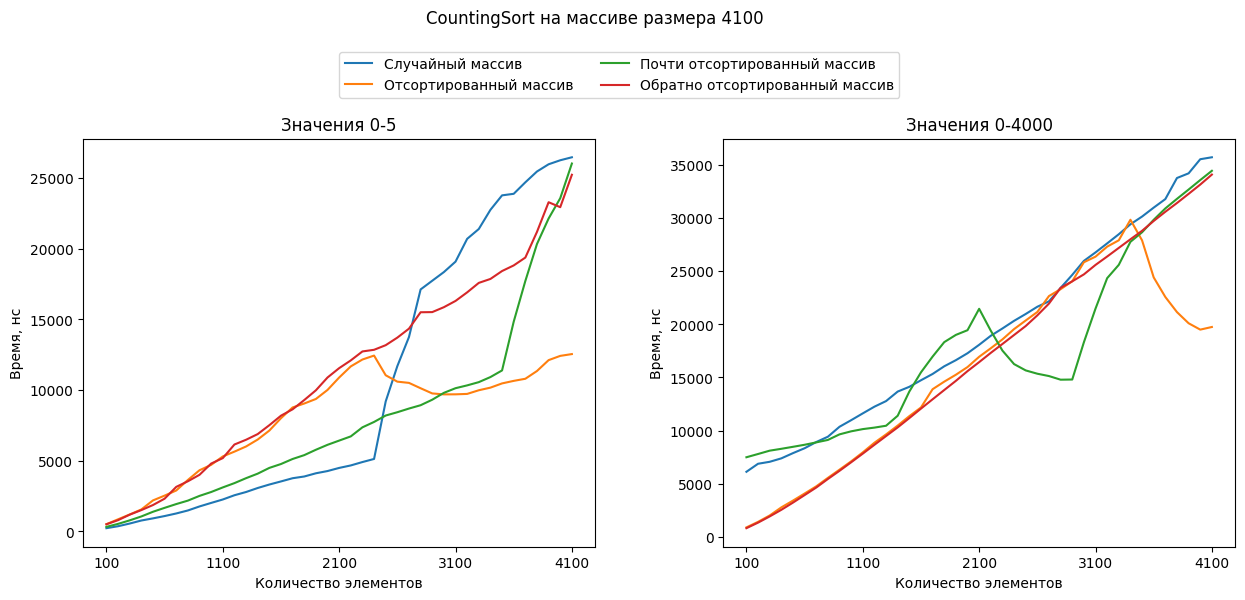 CountingSort на массиве размера 4100
Случайный массив
Отсортированный массив
Почти отсортированный массив
Обратно отсортированный массив
Значения 0-5
Время, нс
25000
20000
15000
10000
5000
0
100 1100 2100 3100 4100
Количество элементов
Значения 0-4000
Время, нс
35000
30000
25000
20000
15000
10000
5000
0
100 1100 2100 3100 4100
Количество элементов